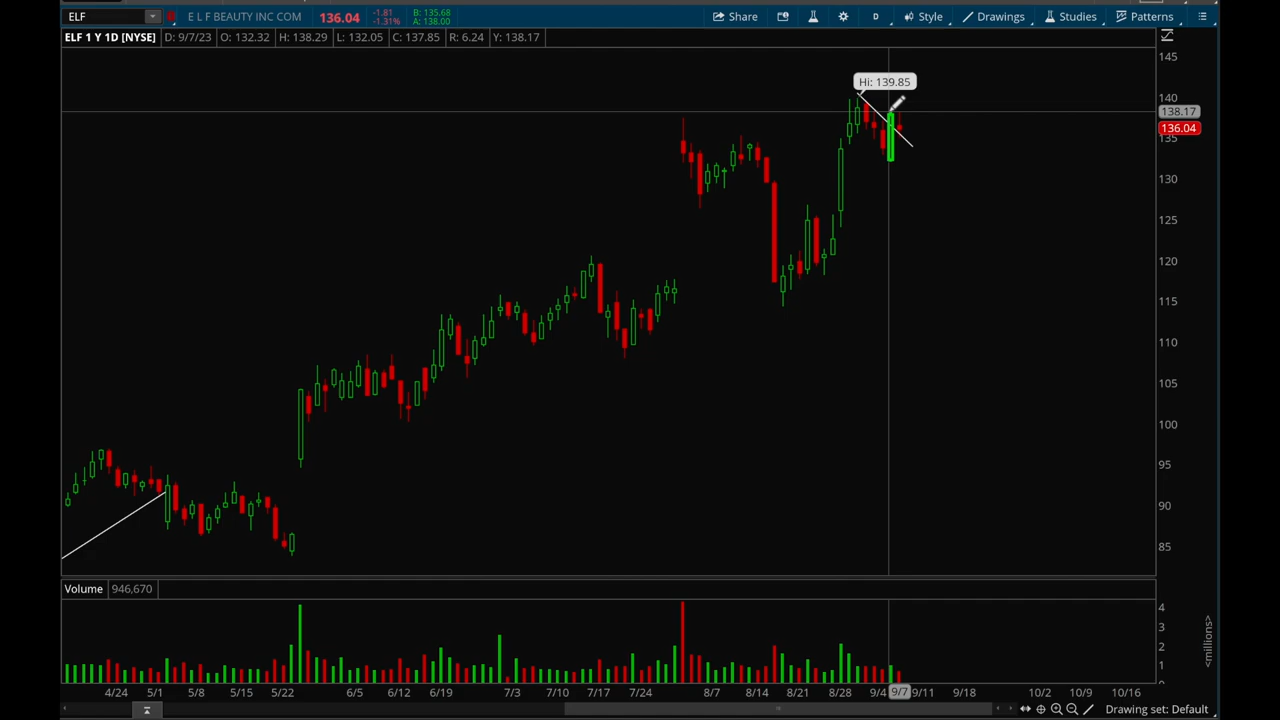 ELF E L F BEAUTY INC COM 136.04 -1.81 -1.31% B: 135.68 A: 138.00 Share D Style Drawings Studies Patterns
ELF 1 Y 1D [NYSE] D: 9/7/23 O: 132.32 H: 138.29 L: 132.05 C: 137.85 R: 6.24 Y: 138.17
Hi: 139.85
145
140
138.17
136.04
135
130
125
120
115
110
105
100
95
90
85
Volume 946,670
4
3
2
1
<millions>
4/24 5/1 5/8 5/15 5/22 6/5 6/12 6/19 7/3 7/10 7/17 7/24 8/7 8/14 8/21 8/28 9/4 9/7 9/11 9/18 10/2 10/9 10/16
Drawing set: Default